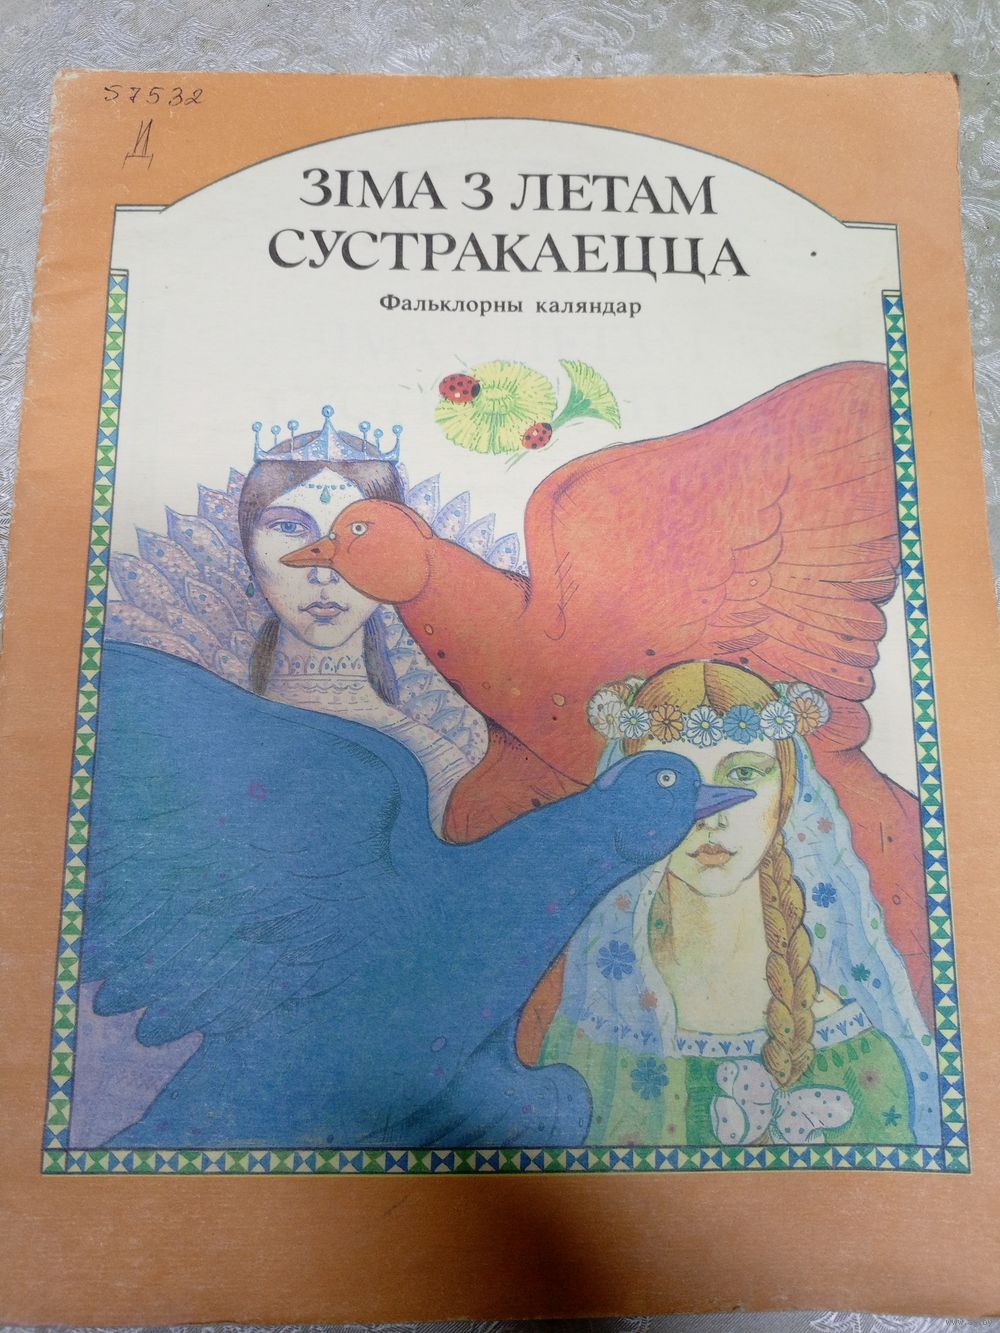 57532
И
Д
ЗІМА З ЛЕТАМ
СУСТРАКАЕЦЦА
Фальклорны каляндар